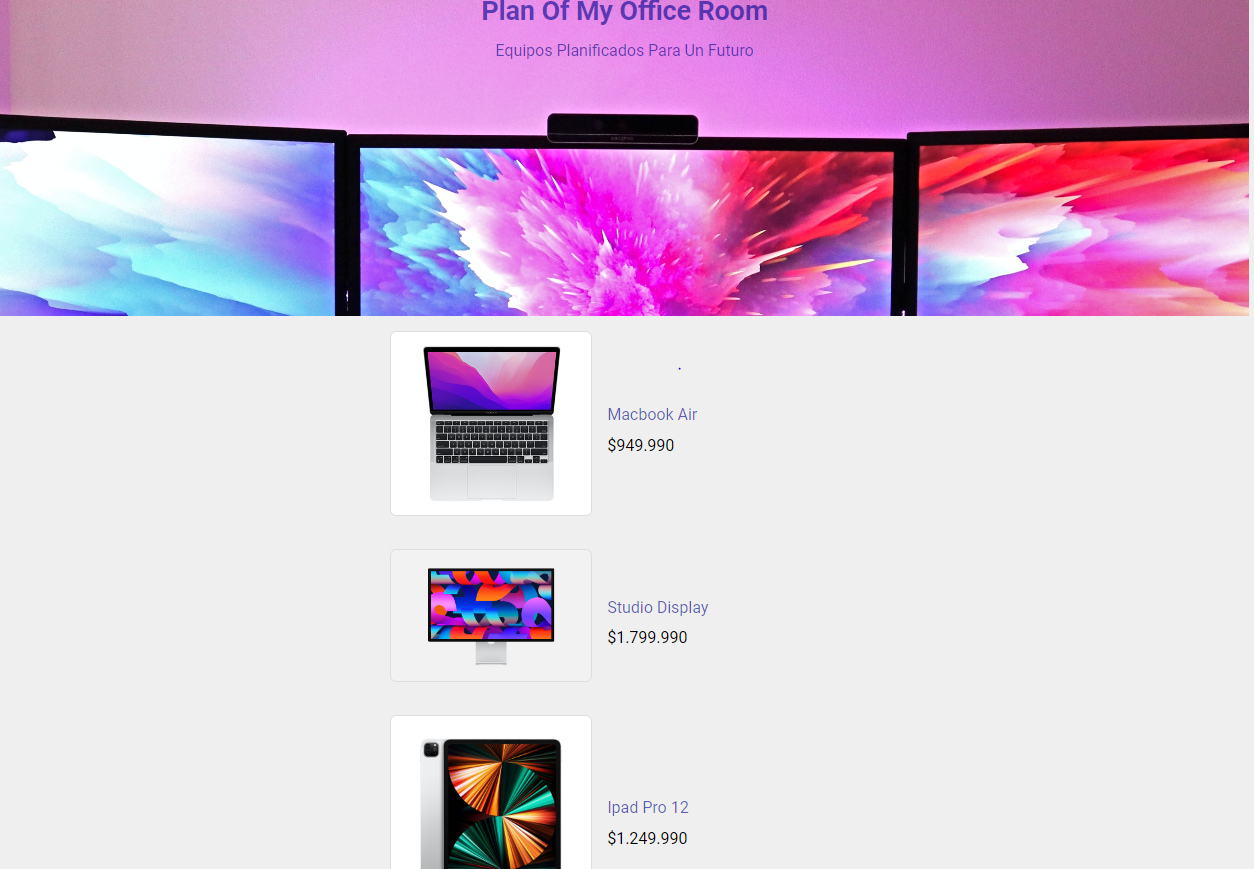 Plan Of My Office Room
Equipos Planificados Para Un Futuro
Macbook Air
$949.990
Studio Display
$1.799.990
Ipad Pro 12
$1.249.990